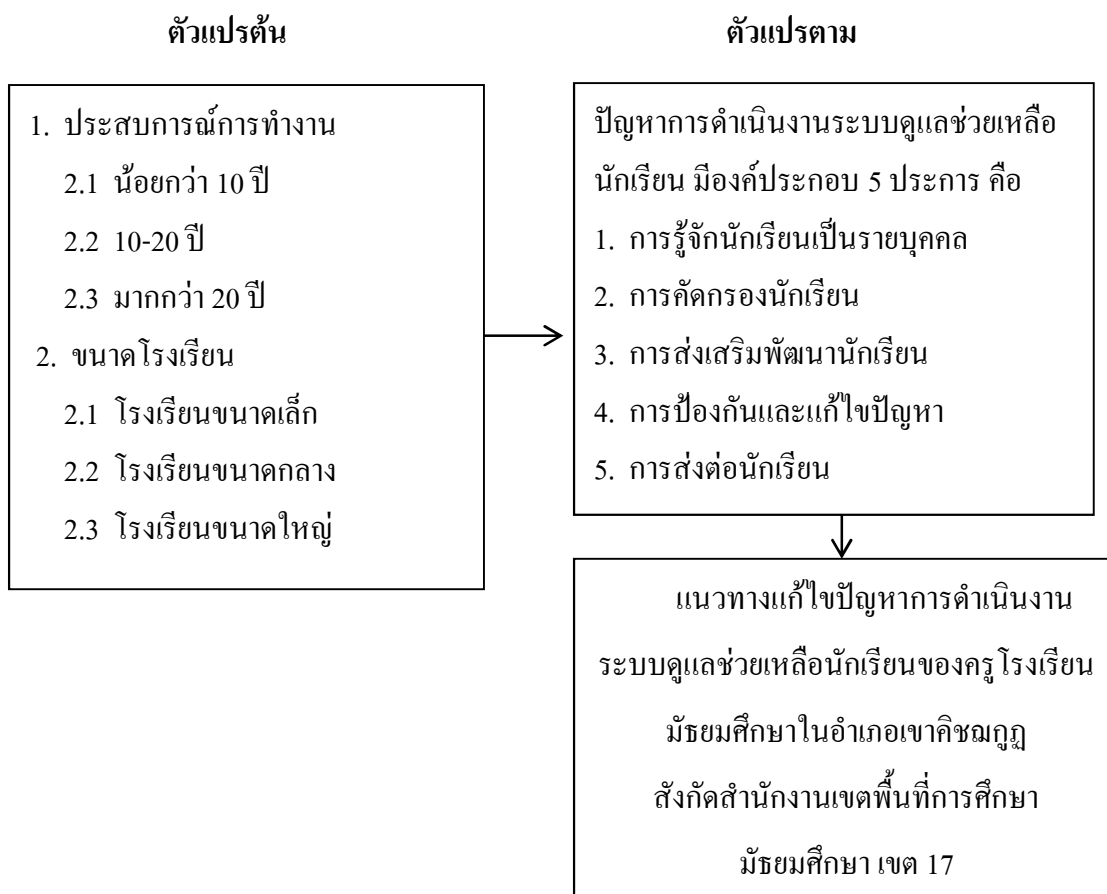 ตัวแปรต้น
ตัวแปรตาม
1. ประสบการณ์การทำงาน
2.1 น้อยกว่า 10 ปี
2.2 10-20 ปี
2.3 มากกว่า 20 ปี
2. ขนาดโรงเรียน
2.1 โรงเรียนขนาดเล็ก
2.2 โรงเรียนขนาดกลาง
2.3 โรงเรียนขนาดใหญ่
ปัญหาการดำเนินงานระบบดูแลช่วยเหลือ
นักเรียน มีองค์ประกอบ 5 ประการ คือ
1. การรู้จักนักเรียนเป็นรายบุคคล
2. การคัดกรองนักเรียน
3. การส่งเสริมพัฒนานักเรียน
4. การป้องกันและแก้ไขปัญหา
5. การส่งต่อนักเรียน
แนวทางแก้ไขปัญหาการดำเนินงาน
ระบบดูแลช่วยเหลือนักเรียนของครู โรงเรียน
มัธยมศึกษาในอำเภอเขาคิชฌกูฏ
สังกัดสำนักงานเขตพื้นที่การศึกษา
มัธยมศึกษา เขต 17